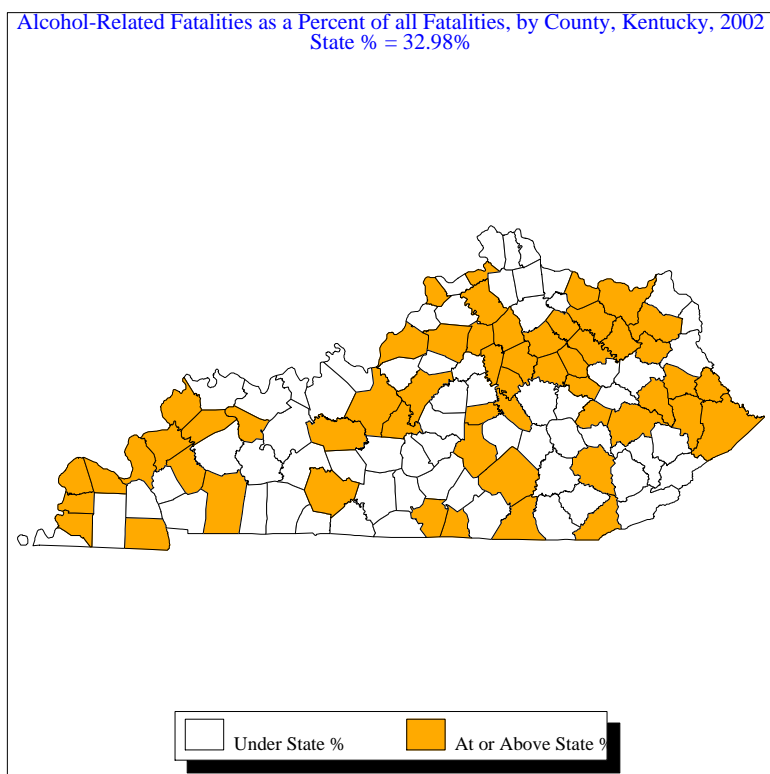 Alcohol-Related Fatalities as a Percent of all Fatalities, by County, Kentucky, 2002
State % = 32.98%
Under State %
At or Above State %